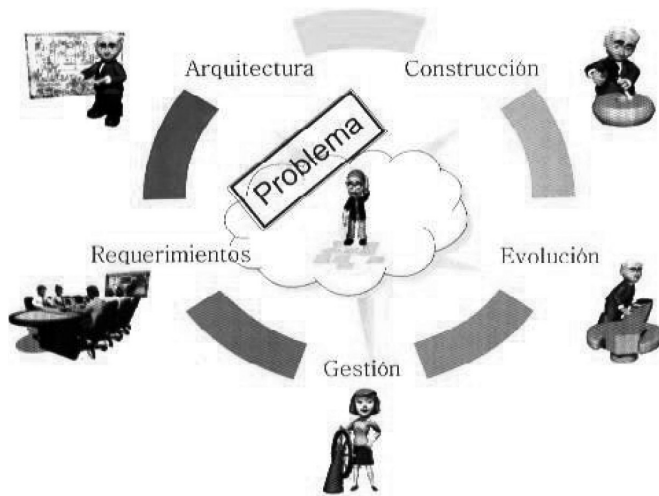 Arquitectura
Construcción
Problema
Requerimientos
Evolución
Gestión